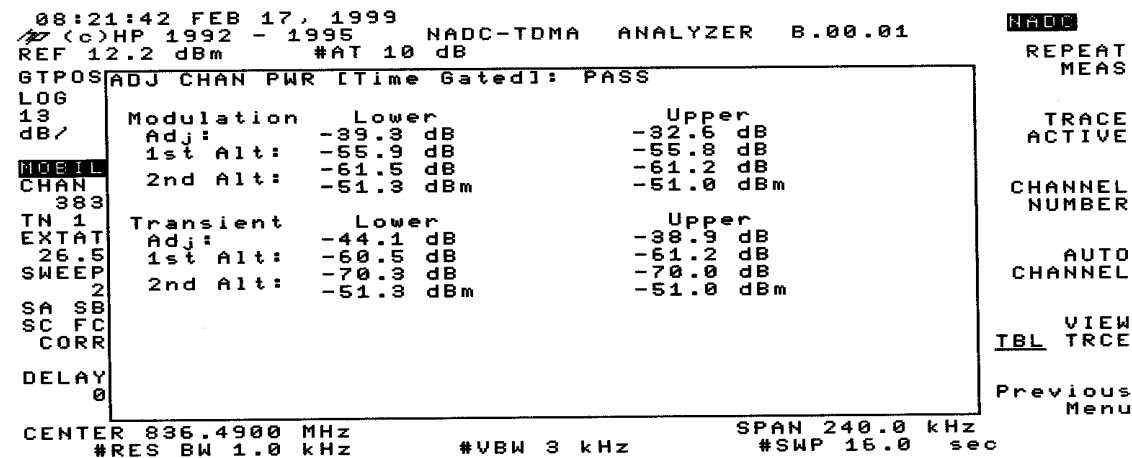 08:21:42 FEB 17, 1999
hp (c)HP 1992 - 1995 NADC-TDMA ANALYZER B.00.01
REF 12.2 dBm #AT 10 dB
GTPOS
LOG
13
dB/
MOBIL
CHAN
383
TN 1
EXTAT
26.5
SWEEP
2
SA SB
SC FC
CORR
DELAY
0
ADJ CHAN PWR [Time Gated]: PASS
Modulation Lower Upper
Adj: -39.3 dB -32.6 dB
1st Alt: -55.9 dB -55.8 dB
2nd Alt: -61.5 dB -61.2 dB
-51.3 dBm -51.0 dBm
Transient Lower Upper
Adj: -44.1 dB -38.9 dB
1st Alt: -60.5 dB -61.2 dB
2nd Alt: -70.3 dB -70.0 dB
-51.3 dBm -51.0 dBm
NADC
REPEAT
MEAS
TRACE
ACTIVE
CHANNEL
NUMBER
AUTO
CHANNEL
VIEW
TBL TRCE
Previous
Menu
CENTER 836.4900 MHz SPAN 240.0 kHz
#RES BW 1.0 kHz #VBW 3 kHz #SWP 16.0 sec